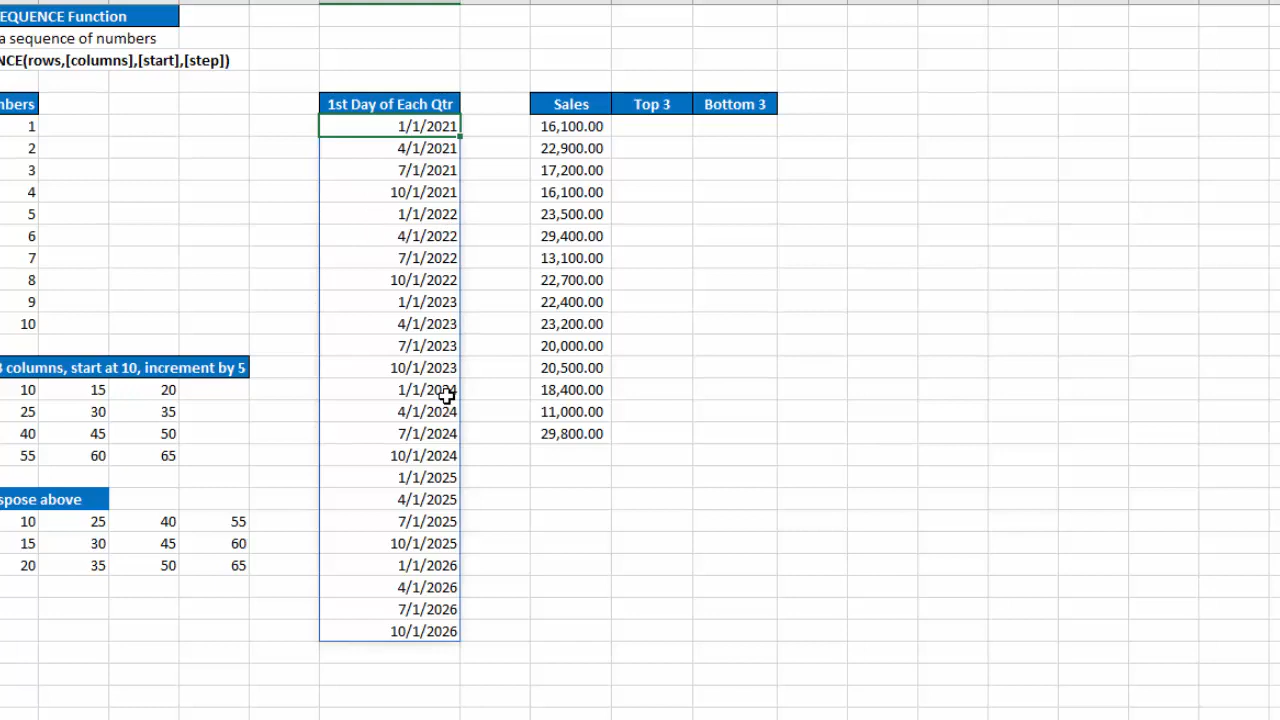 EQUENCE Function
a sequence of numbers
NCE(rows,[columns],[start],[step])
nbers 1st Day of Each Qtr Sales Top 3 Bottom 3
1 1/1/2021 16,100.00
2 4/1/2021 22,900.00
3 7/1/2021 17,200.00
4 10/1/2021 16,100.00
5 1/1/2022 23,500.00
6 4/1/2022 29,400.00
7 7/1/2022 13,100.00
8 10/1/2022 22,700.00
9 1/1/2023 22,400.00
10 4/1/2023 23,200.00
7/1/2023 20,000.00
3 columns, start at 10, increment by 5 10/1/2023 20,500.00
10 15 20 1/1/2024 18,400.00
25 30 35 4/1/2024 11,000.00
40 45 50 7/1/2024 29,800.00
55 60 65 10/1/2024
1/1/2025
spose above 4/1/2025
10 25 40 55 7/1/2025
15 30 45 60 10/1/2025
20 35 50 65 1/1/2026
4/1/2026
7/1/2026
10/1/2026